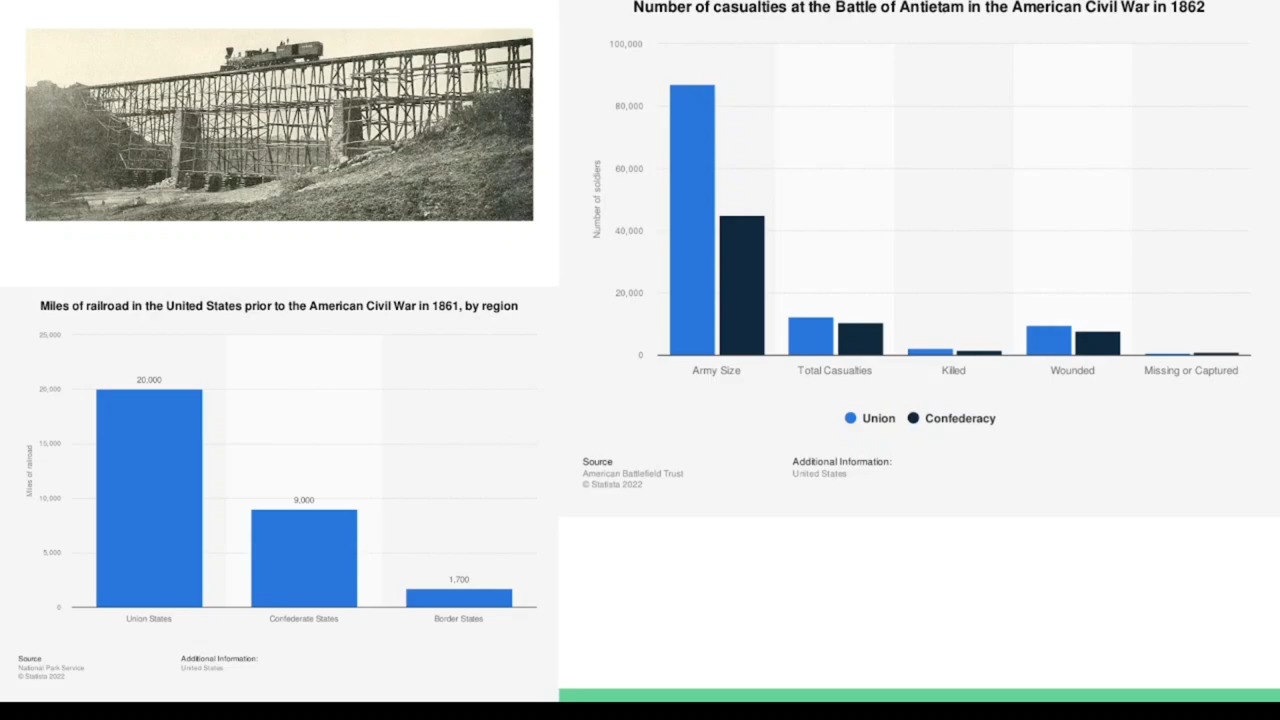 Number of casualties at the Battle of Antietam in the American Civil War in 1862
100,000
80,000
60,000
40,000
20,000
0
Number of soldiers
Army Size
Total Casualties
Killed
Wounded
Missing or Captured
Union
Confederacy
Source
American Battlefield Trust
© Statista 2022
Additional Information:
United States
Miles of railroad in the United States prior to the American Civil War in 1861, by region
25,000
20,000
15,000
10,000
5,000
0
Miles of railroad
20,000
9,000
1,700
Union States
Confederate States
Border States
Source
National Park Service
© Statista 2022
Additional Information:
United States